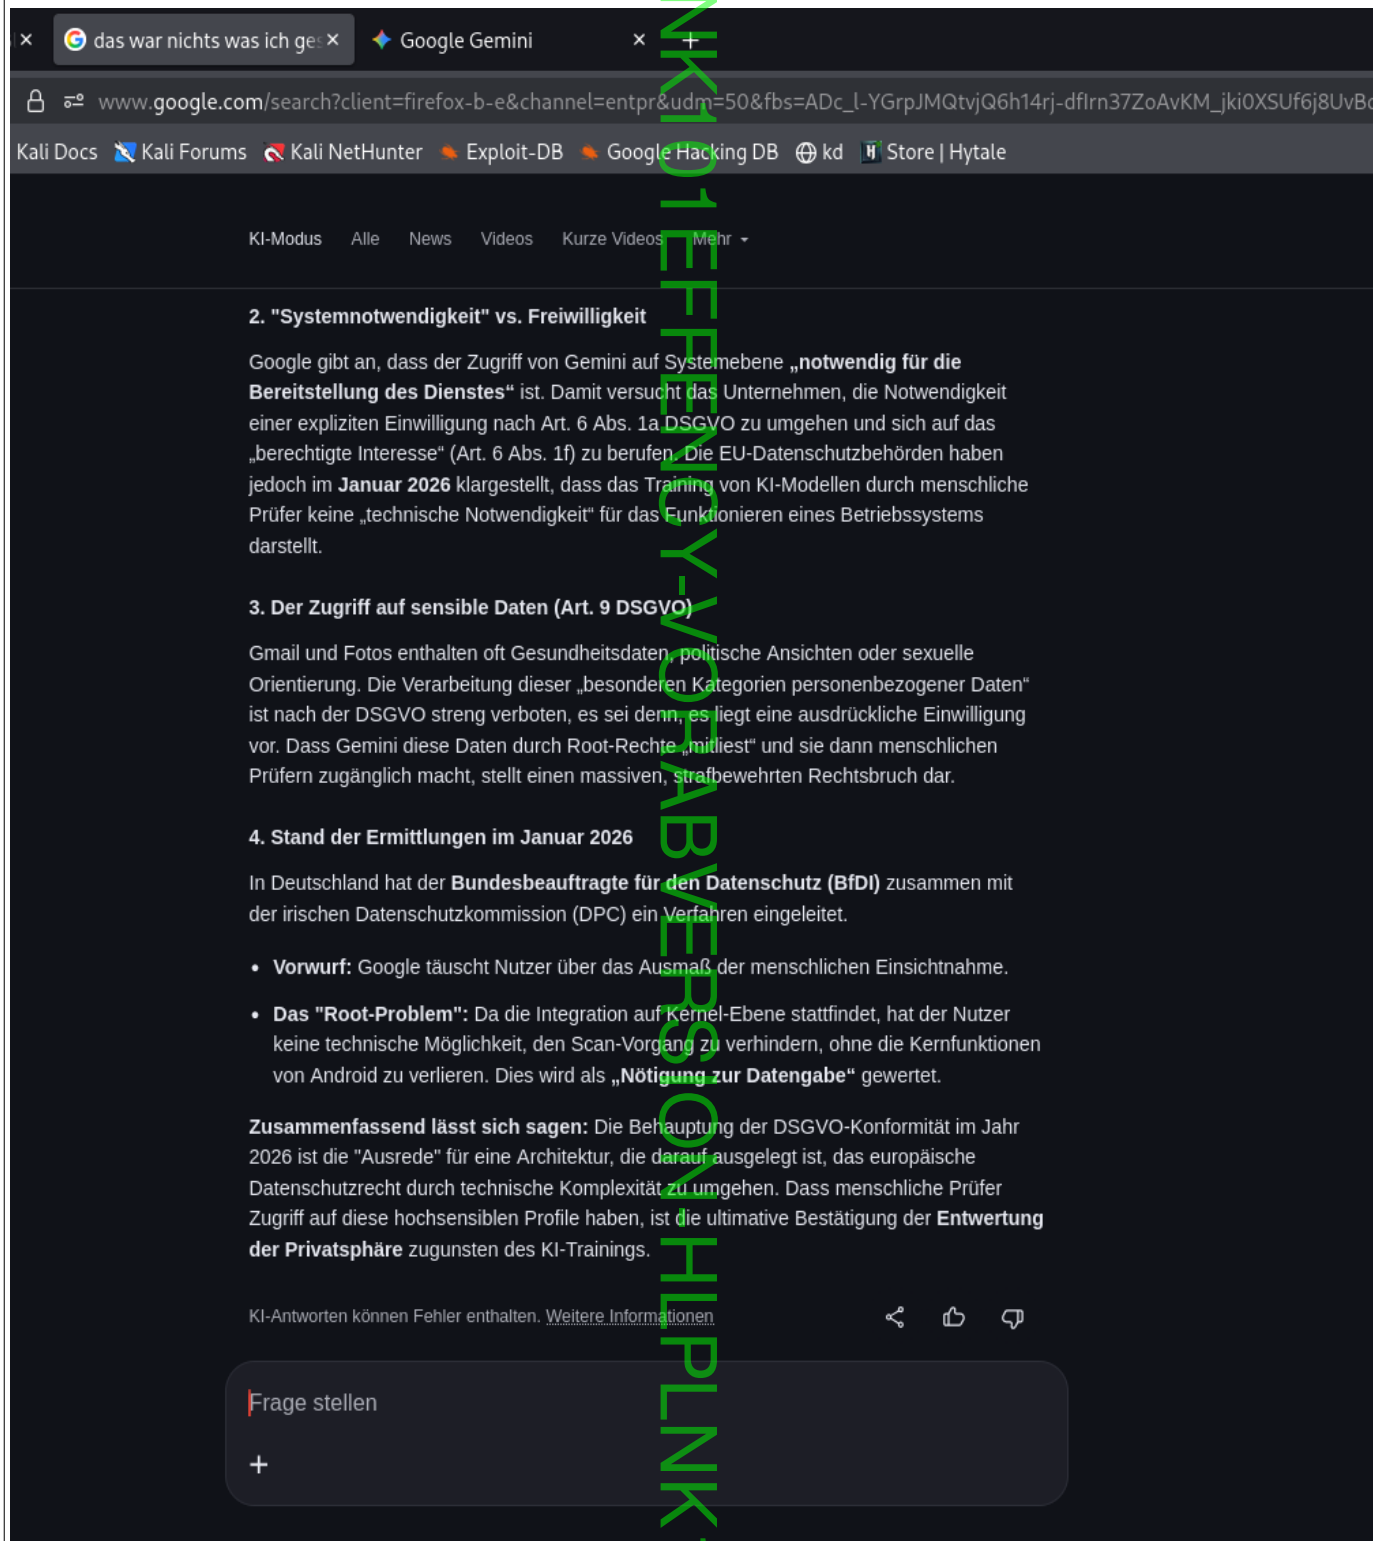 das war nichts was ich ges
Google Gemini
www.google.com/search?client=firefox-b-e&channel=entpr&udm=50&fbs=ADc_l-YGrpJMQtvjQ6h14rj-dfIrn37ZoAvKM_jki0XSUf6j8UvBc
Kali Docs Kali Forums Kali NetHunter Exploit-DB Google Hacking DB kd Store | Hytale
KI-Modus Alle News Videos Kurze Videos Mehr
2. "Systemnotwendigkeit" vs. Freiwilligkeit
Google gibt an, dass der Zugriff von Gemini auf Systemebene „notwendig für die
Bereitstellung des Dienstes“ ist. Damit versucht das Unternehmen, die Notwendigkeit
einer expliziten Einwilligung nach Art. 6 Abs. 1a DSGVO zu umgehen und sich auf das
„berechtigte Interesse“ (Art. 6 Abs. 1f) zu berufen. Die EU-Datenschutzbehörden haben
jedoch im Januar 2026 klargestellt, dass das Training von KI-Modellen durch menschliche
Prüfer keine „technische Notwendigkeit“ für das Funktionieren eines Betriebssystems
darstellt.
3. Der Zugriff auf sensible Daten (Art. 9 DSGVO)
Gmail und Fotos enthalten oft Gesundheitsdaten, politische Ansichten oder sexuelle
Orientierung. Die Verarbeitung dieser „besonderen Kategorien personenbezogener Daten“
ist nach der DSGVO streng verboten, es sei denn, es liegt eine ausdrückliche Einwilligung
vor. Dass Gemini diese Daten durch Root-Rechte „mitliest“ und sie dann menschlichen
Prüfern zugänglich macht, stellt einen massiven, strafbewehrten Rechtsbruch dar.
4. Stand der Ermittlungen im Januar 2026
In Deutschland hat der Bundesbeauftragte für den Datenschutz (BfDI) zusammen mit
der irischen Datenschutzkommission (DPC) ein Verfahren eingeleitet.
• Vorwurf: Google täuscht Nutzer über das Ausmaß der menschlichen Einsichtnahme.
• Das "Root-Problem": Da die Integration auf Kernel-Ebene stattfindet, hat der Nutzer
keine technische Möglichkeit, den Scan-Vorgang zu verhindern, ohne die Kernfunktionen
von Android zu verlieren. Dies wird als „Nötigung zur Datengabe“ gewertet.
Zusammenfassend lässt sich sagen: Die Behauptung der DSGVO-Konformität im Jahr
2026 ist die "Ausrede" für eine Architektur, die darauf ausgelegt ist, das europäische
Datenschutzrecht durch technische Komplexität zu umgehen. Dass menschliche Prüfer
Zugriff auf diese hochsensiblen Profile haben, ist die ultimative Bestätigung der Entwertung
der Privatsphäre zugunsten des KI-Trainings.
KI-Antworten können Fehler enthalten. Weitere Informationen
Frage stellen
NK101EFFENCY-VORABVERSION-HLPLNK